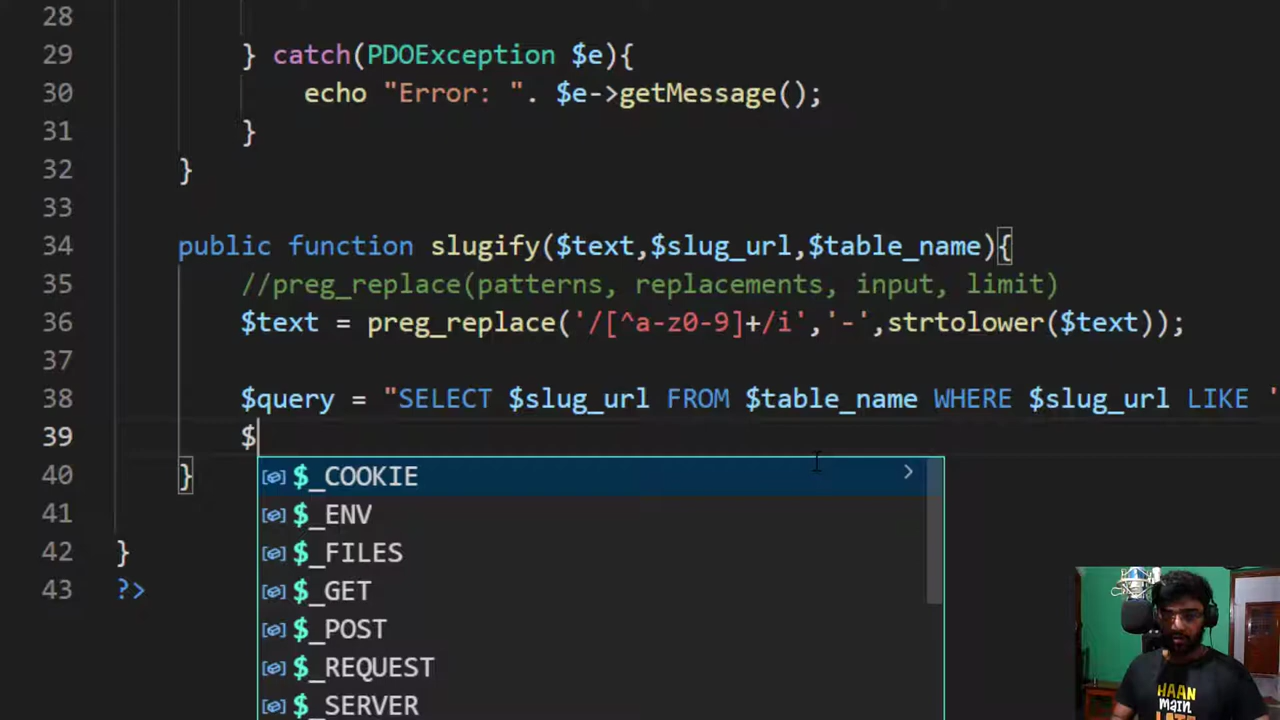 28
29 } catch(PDOException $e){
30 echo "Error: ". $e->getMessage();
31 }
32 }
33
34 public function slugify($text,$slug_url,$table_name){
35 //preg_replace(patterns, replacements, input, limit)
36 $text = preg_replace('/[^a-z0-9]+/i','-',strtolower($text));
37
38 $query = "SELECT $slug_url FROM $table_name WHERE $slug_url LIKE '
39 $
$_COOKIE
40 }
$_ENV
41
$_FILES
42 }
$_GET
43 ?>
$_POST
$_REQUEST
$_SERVER
HAAN
MAIN